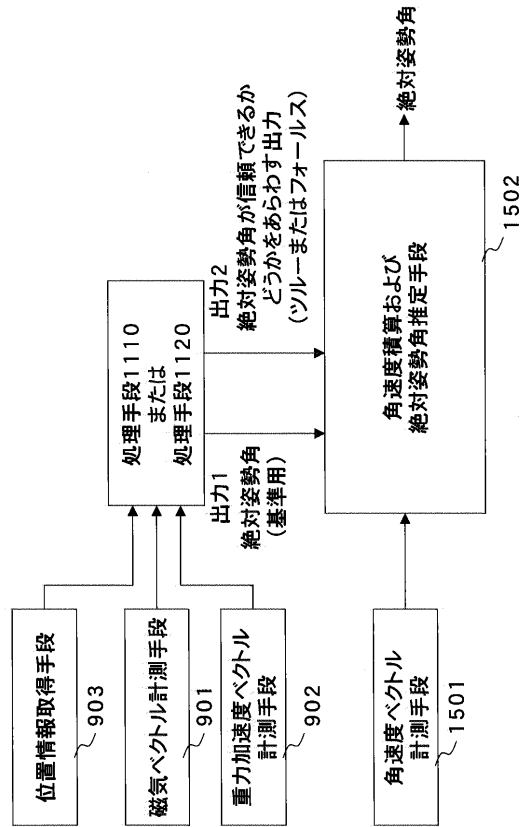 位置情報取得手段
903
磁気ベクトル計測手段
901
重力加速度ベクトル
計測手段
902
角速度ベクトル
計測手段
1501
処理手段1110
または
処理手段1120
出力1
絶対姿勢角
(基準用)
出力2
絶対姿勢角が信頼できるか
どうかをあらわす出力
(ツルーまたはフォールス)
角速度積算および
絶対姿勢角推定手段
1502
絶対姿勢角